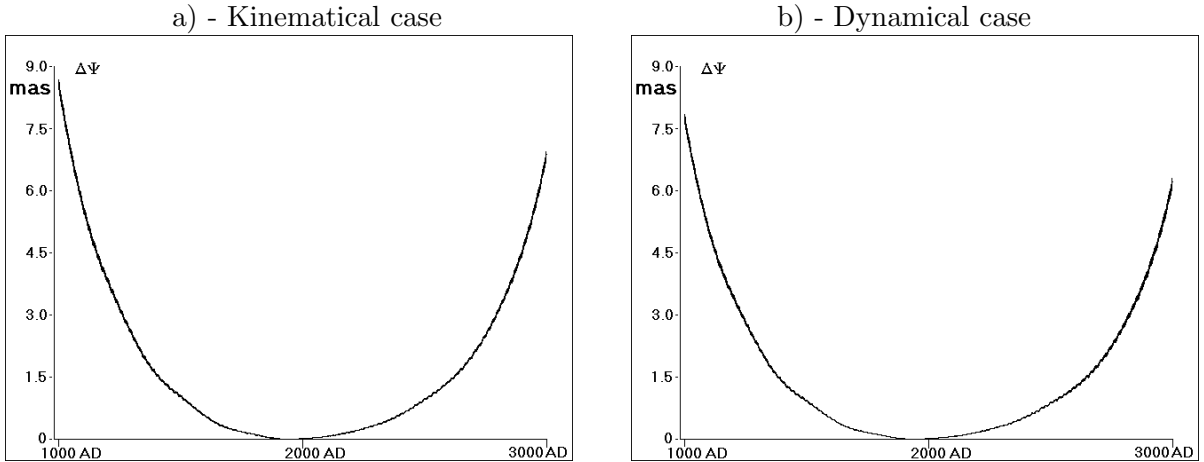 a) - Kinematical case
9.0
ΔΨ
mas
7.5
6.0
4.5
3.0
1.5
0
1000 AD
2000 AD
3000 AD
b) - Dynamical case
9.0
ΔΨ
mas
7.5
6.0
4.5
3.0
1.5
0
1000 AD
2000 AD
3000 AD